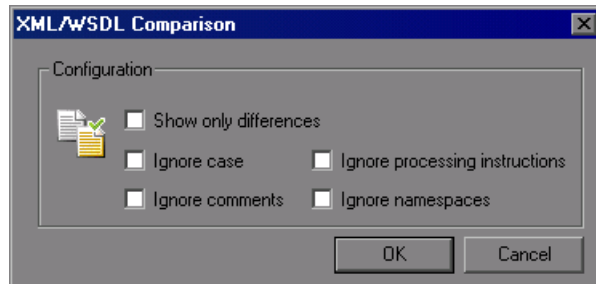 XML/WSDL Comparison
Configuration
Show only differences
Ignore case Ignore processing instructions
Ignore comments Ignore namespaces
OK Cancel